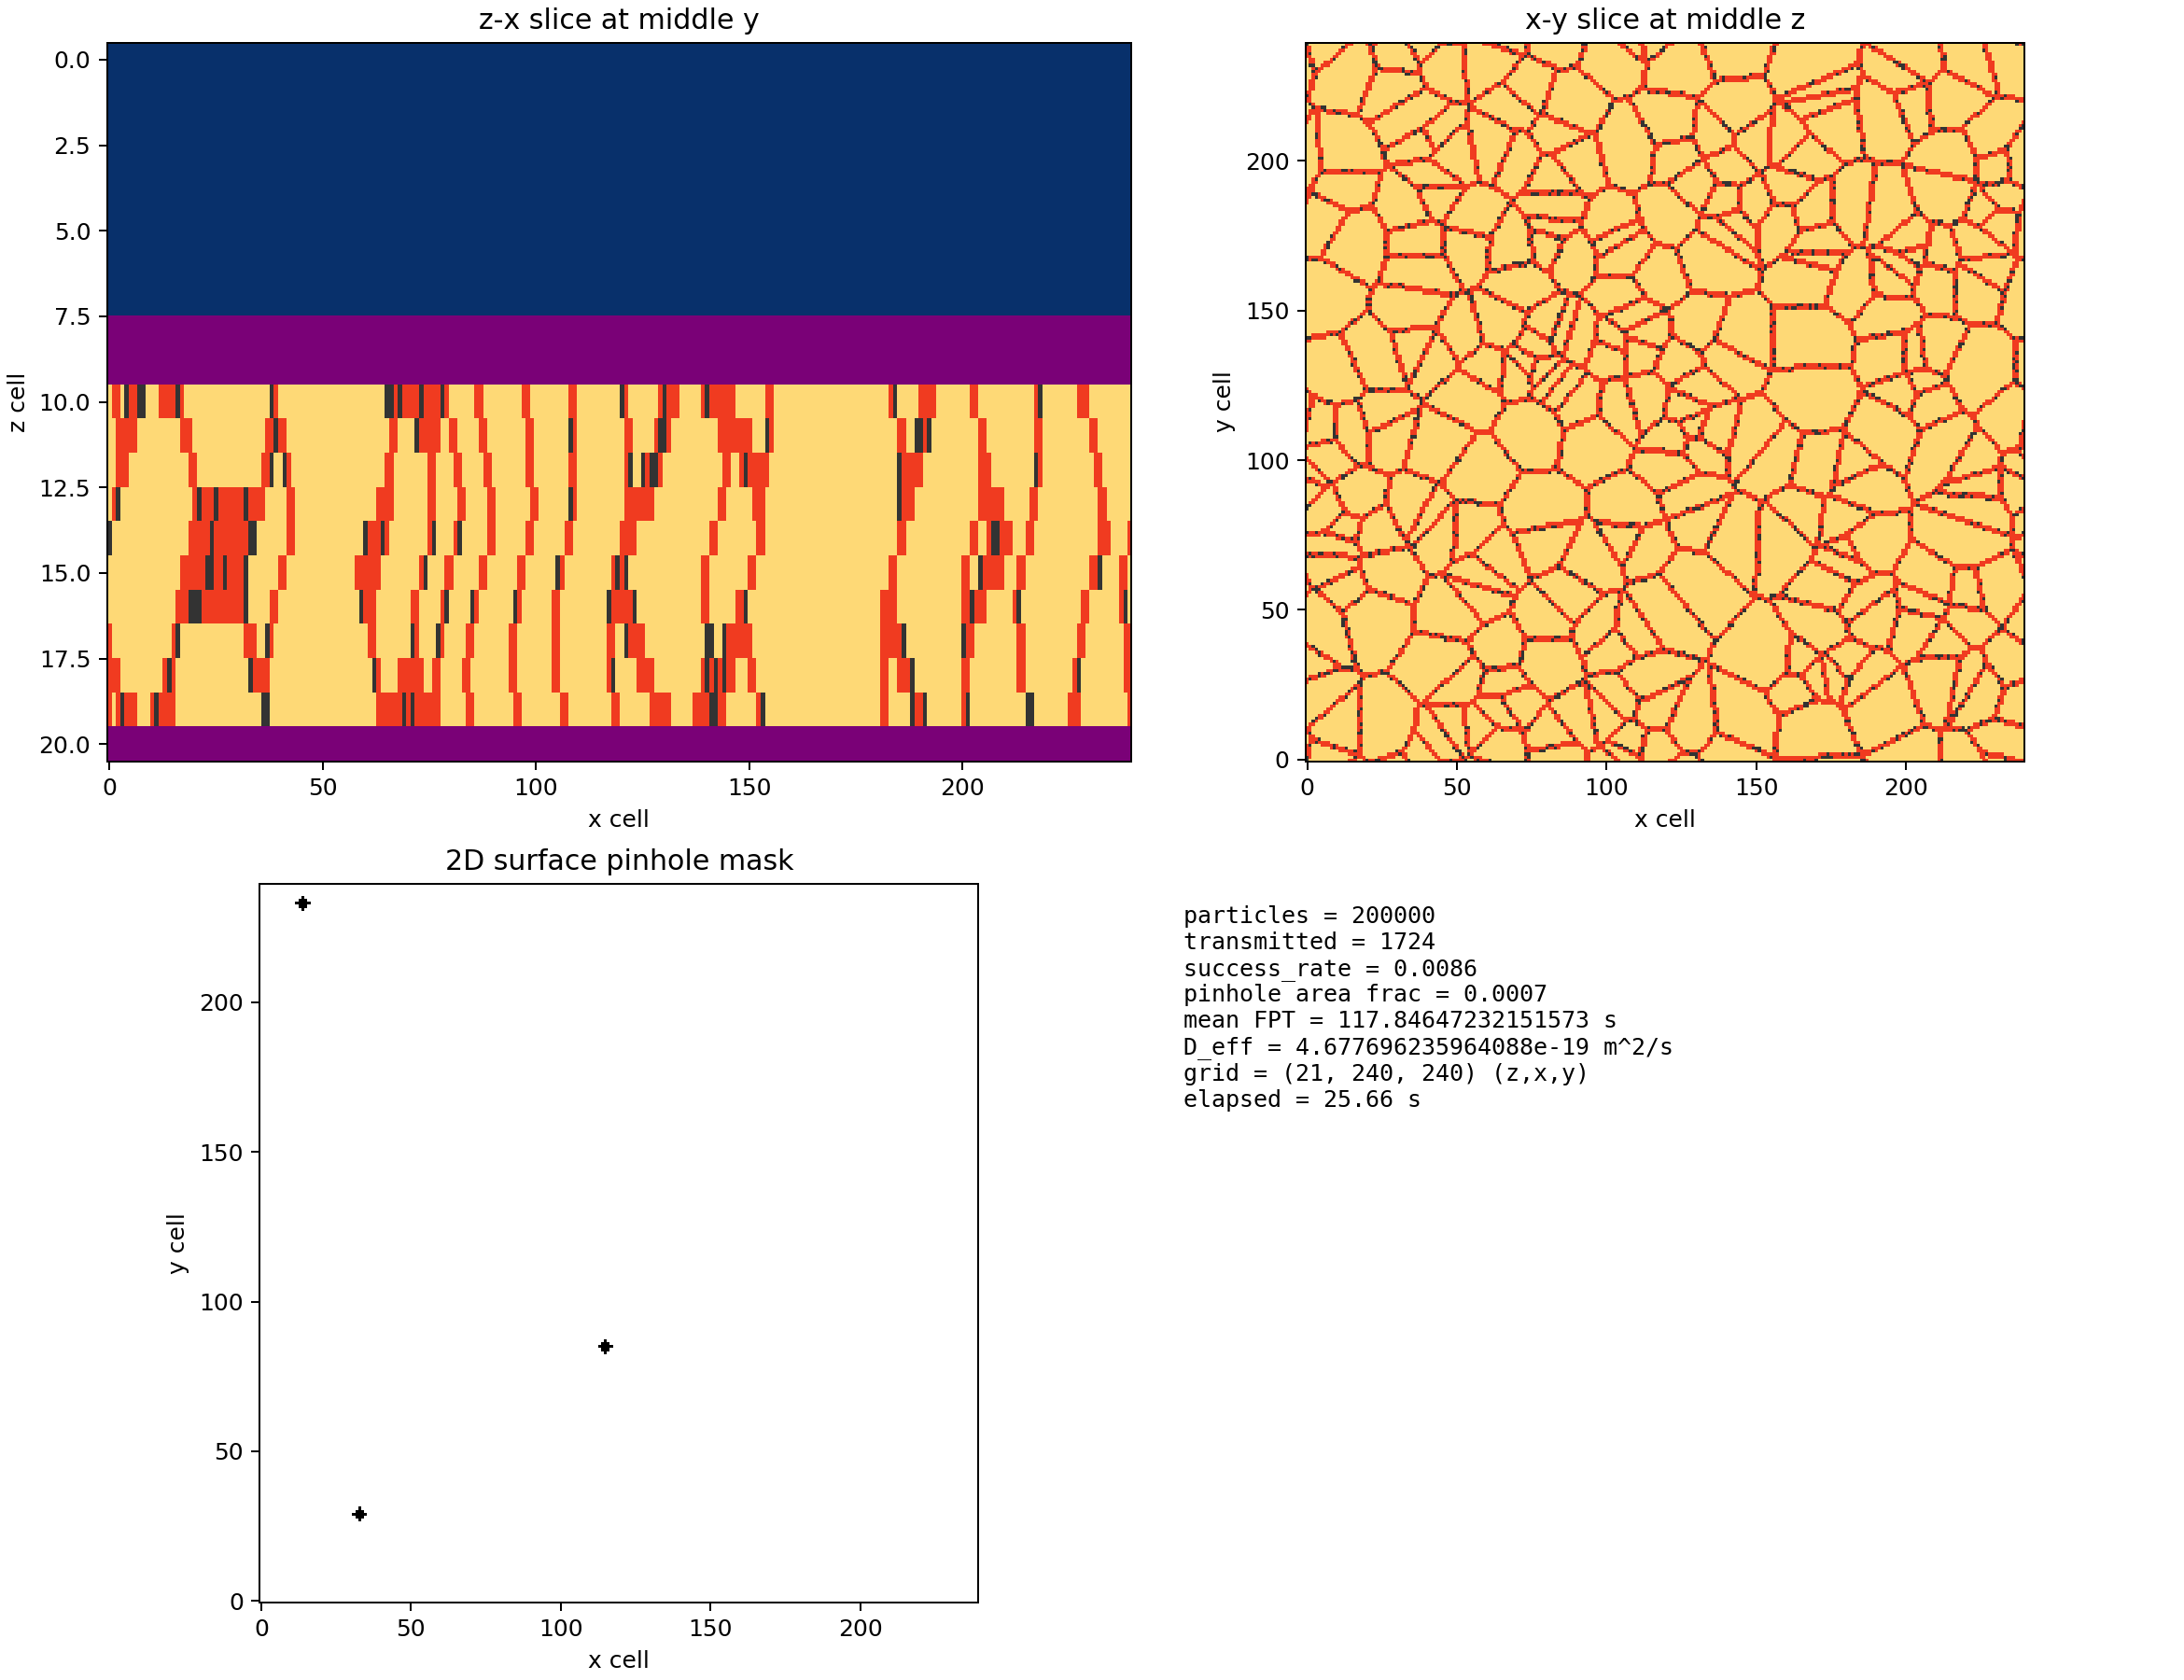 z-x slice at middle y
0.0
2.5
5.0
7.5
10.0
12.5
15.0
17.5
20.0
z cell
0 50 100 150 200
x cell
x-y slice at middle z
200
150
100
50
0
y cell
0 50 100 150 200
x cell
2D surface pinhole mask
200
150
100
50
0
y cell
0 50 100 150 200
x cell
particles = 200000
transmitted = 1724
success_rate = 0.0086
pinhole_area frac = 0.0007
mean FPT = 117.84647232151573 s
D_eff = 4.677696235964088e-19 m^2/s
grid = (21, 240, 240) (z,x,y)
elapsed = 25.66 s